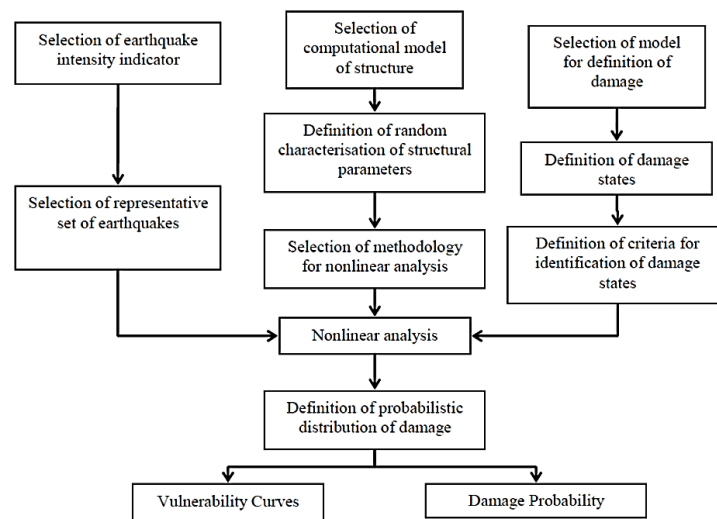 Selection of earthquake
intensity indicator
Selection of
computational model
of structure
Selection of model
for definition of
damage
Definition of random
characterisation of structural
parameters
Definition of damage
states
Selection of representative
set of earthquakes
Selection of methodology
for nonlinear analysis
Definition of criteria for
identification of damage
states
Nonlinear analysis
Definition of probabilistic
distribution of damage
Vulnerability Curves
Damage Probability